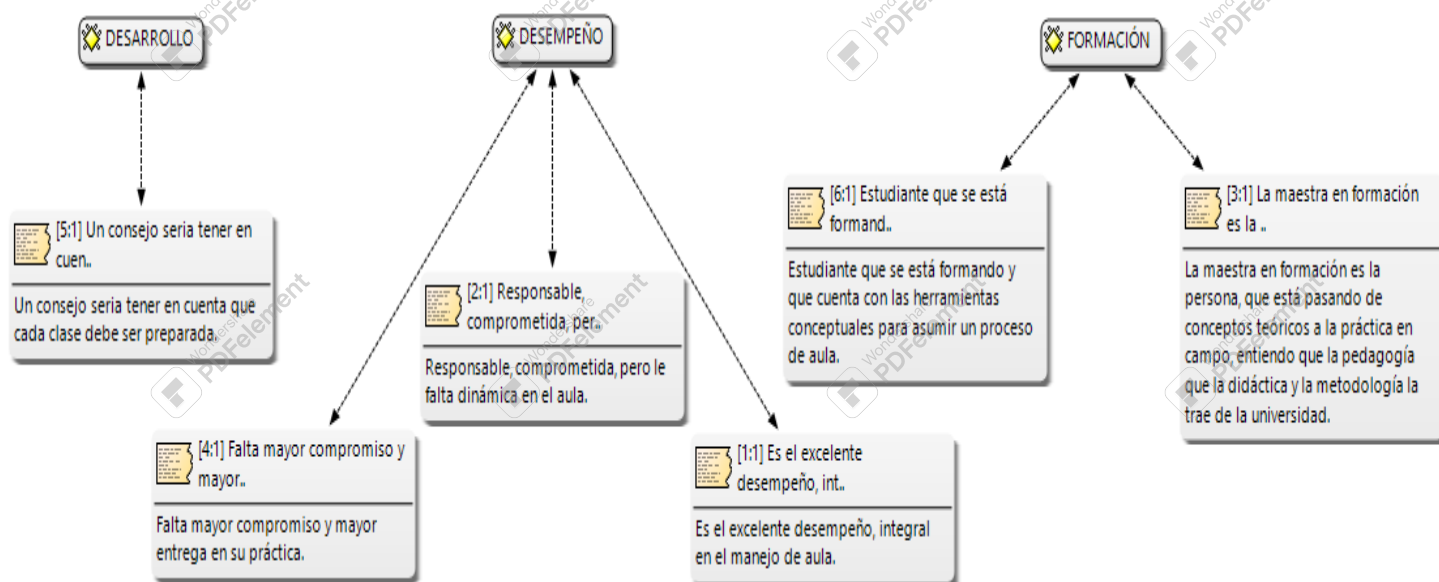 DESARROLLO
DESEMPEÑO
FORMACIÓN
[5:1] Un consejo seria tener en
cuen..
Un consejo seria tener en cuenta que
cada clase debe ser preparada.
[4:1] Falta mayor compromiso y
mayor..
Falta mayor compromiso y mayor
entrega en su práctica.
[2:1] Responsable,
comprometida, per..
Responsable, comprometida, pero le
falta dinámica en el aula.
[1:1] Es el excelente
desempeño, int..
Es el excelente desempeño, integral
en el manejo de aula.
[6:1] Estudiante que se está
formand..
Estudiante que se está formando y
que cuenta con las herramientas
conceptuales para asumir un proceso
de aula.
[3:1] La maestra en formación
es la ..
La maestra en formación es la
persona, que está pasando de
conceptos teóricos a la práctica en
campo, entiendo que la pedagogía
que la didáctica y la metodología la
trae de la universidad.
Wondershare
PDFelement
Wondershare
PDFelement
Wondershare
PDFelement